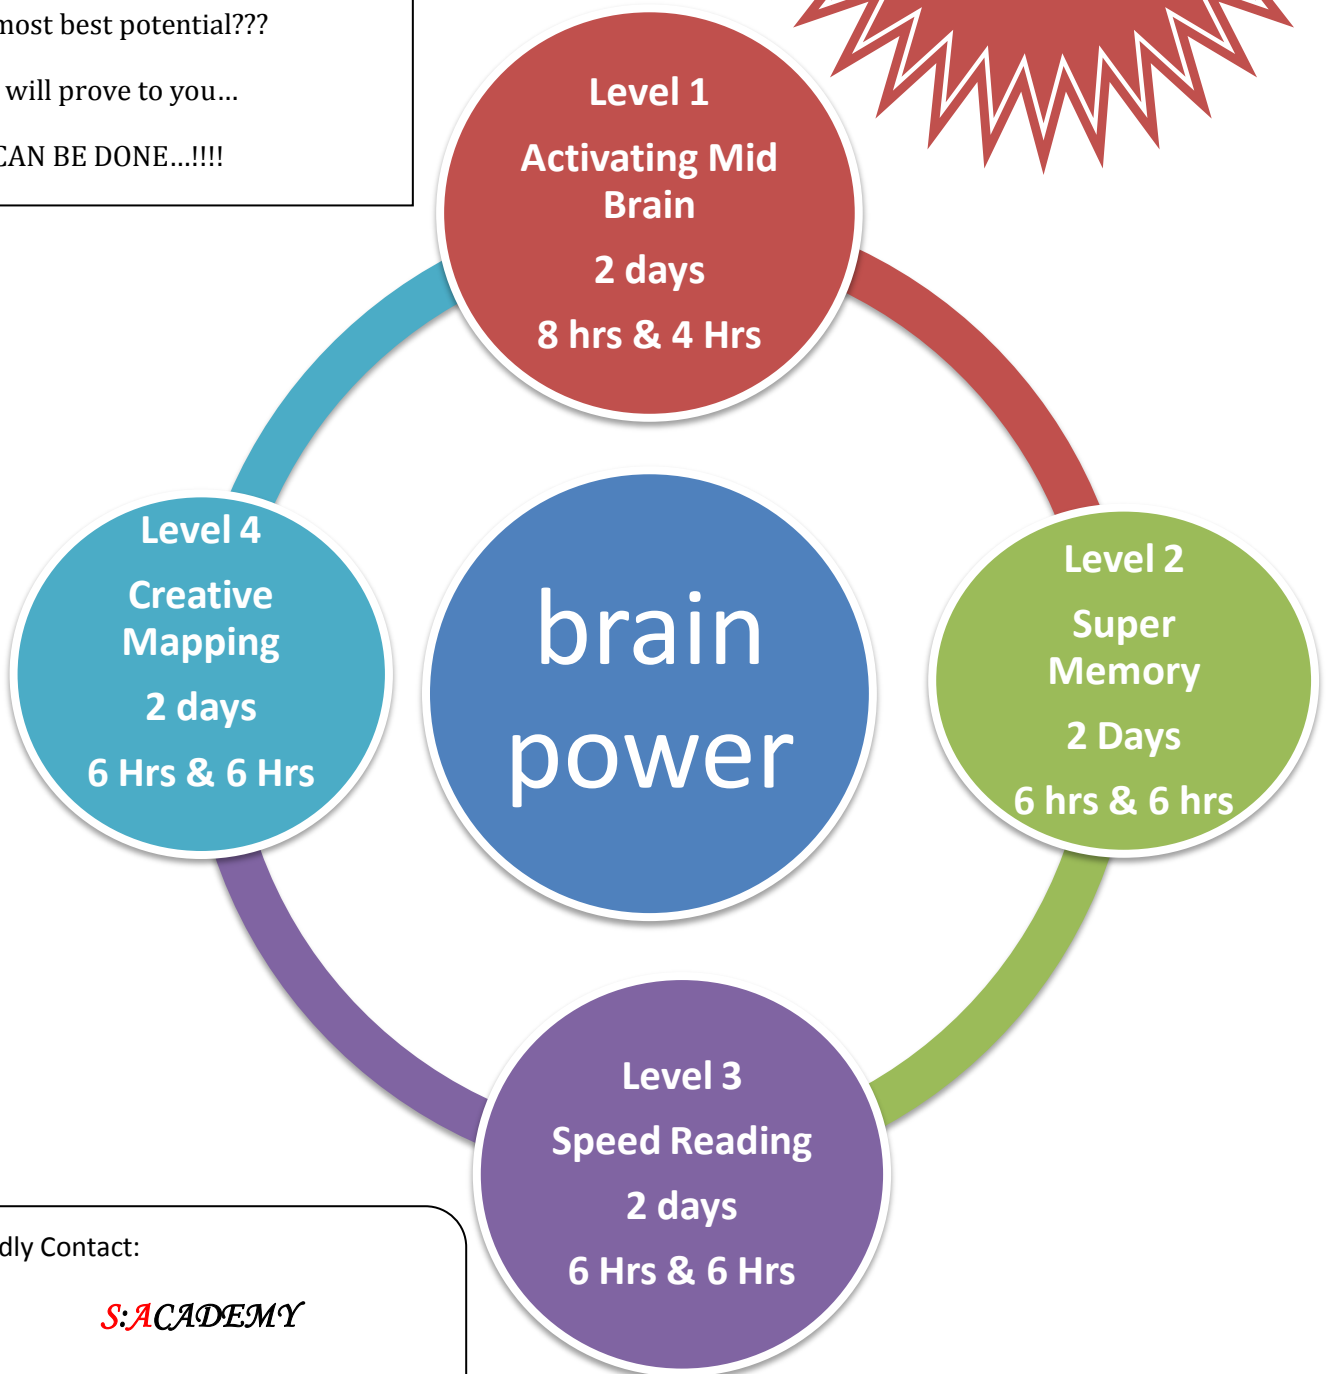 most best potential???
will prove to you…
CAN BE DONE…!!!!
Level 1
Activating Mid
Brain
2 days
8 hrs & 4 Hrs
Level 2
Super
Memory
2 Days
6 hrs & 6 hrs
Level 3
Speed Reading
2 days
6 Hrs & 6 Hrs
Level 4
Creative
Mapping
2 days
6 Hrs & 6 Hrs
brain
power
dly Contact:
S:ACADEMY